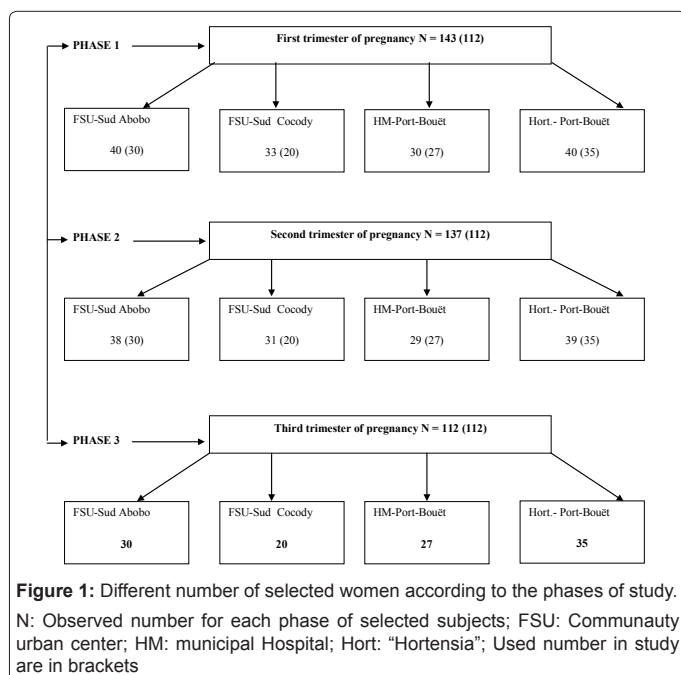 PHASE 1
First trimester of pregnancy N = 143 (112)
FSU-Sud Abobo
40 (30)
FSU-Sud Cocody
33 (20)
HM-Port-Bouët
30 (27)
Hort.- Port-Bouët
40 (35)
PHASE 2
Second trimester of pregnancy N = 137 (112)
FSU-Sud Abobo
38 (30)
FSU-Sud Cocody
31 (20)
HM-Port-Bouët
29 (27)
Hort.- Port-Bouët
39 (35)
PHASE 3
Third trimester of pregnancy N = 112 (112)
FSU-Sud Abobo
30
FSU-Sud Cocody
20
HM-Port-Bouët
27
Hort.- Port-Bouët
35
Figure 1: Different number of selected women according to the phases of study.
N: Observed number for each phase of selected subjects; FSU: Communauty
urban center; HM: municipal Hospital; Hort: “Hortensia”; Used number in study
are in brackets